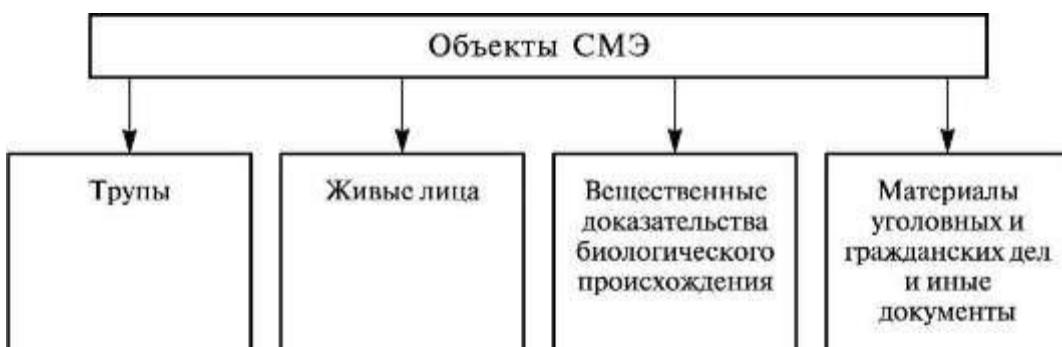 Объекты СМЭ
Трупы
Живые лица
Вещественные
доказательства
биологического
происхождения
Материалы
уголовных и
гражданских дел
и иные
документы